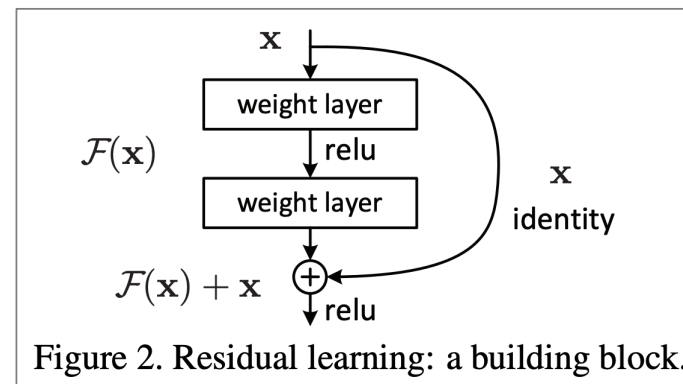 x
weight layer
F(x)
relu
x
weight layer
identity
F(x) + x
+
relu
Figure 2. Residual learning: a building block.